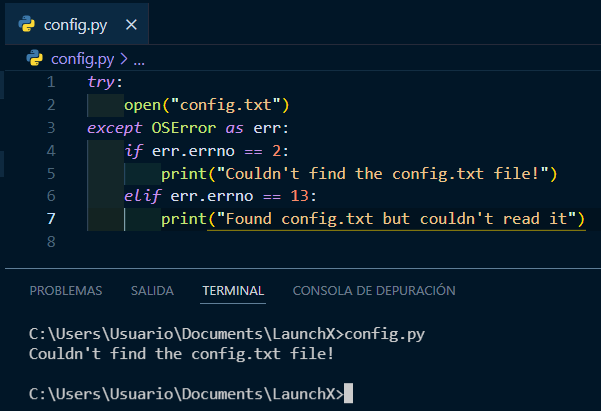 config.py ×
config.py > ...
1 try:
2     open("config.txt")
3 except OSError as err:
4     if err.errno == 2:
5         print("Couldn't find the config.txt file!")
6     elif err.errno == 13:
7         print("Found config.txt but couldn't read it")
8
PROBLEMAS SALIDA TERMINAL CONSOLA DE DEPURACIÓN
C:\Users\Usuario\Documents\LaunchX>config.py
Couldn't find the config.txt file!
C:\Users\Usuario\Documents\LaunchX>